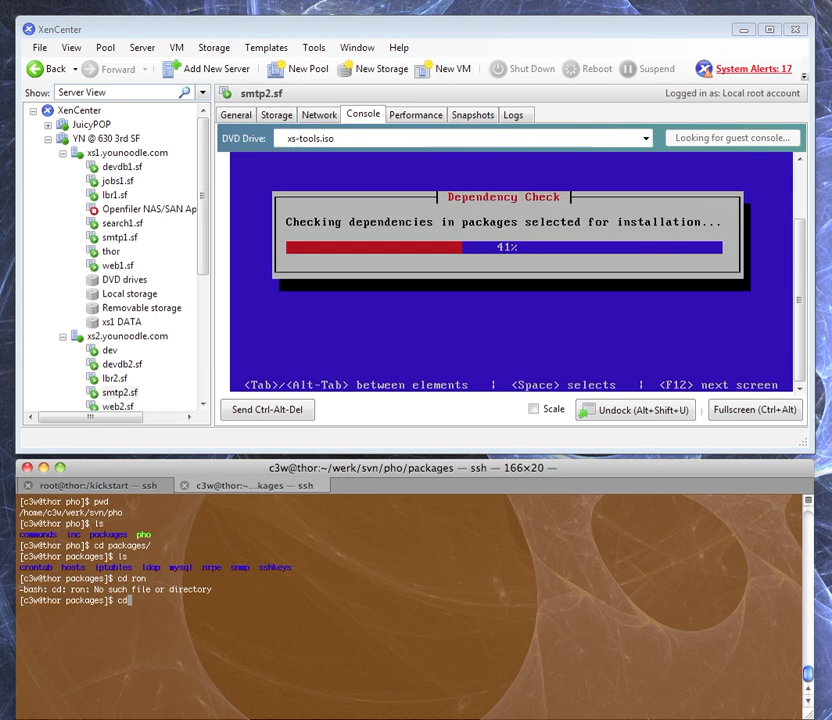 XenCenter
File View Pool Server VM Storage Templates Tools Window Help
Back Forward Add New Server New Pool New Storage New VM Shut Down Reboot Suspend System Alerts: 17
Show: Server View
smtp2.sf Logged in as: Local root account
XenCenter
JuicyPOP
YN @ 630 3rd SF
xs1.younoodle.com
devdb1.sf
jobs1.sf
lbr1.sf
Openfiler NAS/SAN Ap
search1.sf
smtp1.sf
thor
web1.sf
DVD drives
Local storage
Removable storage
xs1 DATA
xs2.younoodle.com
dev
devdb2.sf
lbr2.sf
smtp2.sf
web2.sf
General Storage Network Console Performance Snapshots Logs
DVD Drive: xs-tools.iso Looking for guest console...
Dependency Check
Checking dependencies in packages selected for installation...
41%
<Tab>/<Alt-Tab> between elements | <Space> selects | <F12> next screen
Send Ctrl-Alt-Del Scale Undock (Alt+Shift+U) Fullscreen (Ctrl+Alt)
c3w@thor:~/werk/svn/pho/packages — ssh — 166×20 —
root@thor:/kickstart — ssh c3w@thor:~...kages — ssh
[c3w@thor pho]$ pwd
/home/c3w/werk/svn/pho
[c3w@thor pho]$ ls
commands inc packages pho
[c3w@thor pho]$ cd packages/
[c3w@thor packages]$ ls
crontab hosts iptables ldap mysql nrpe snmp sshkeys
[c3w@thor packages]$ cd ron
-bash: cd: ron: No such file or directory
[c3w@thor packages]$ cd